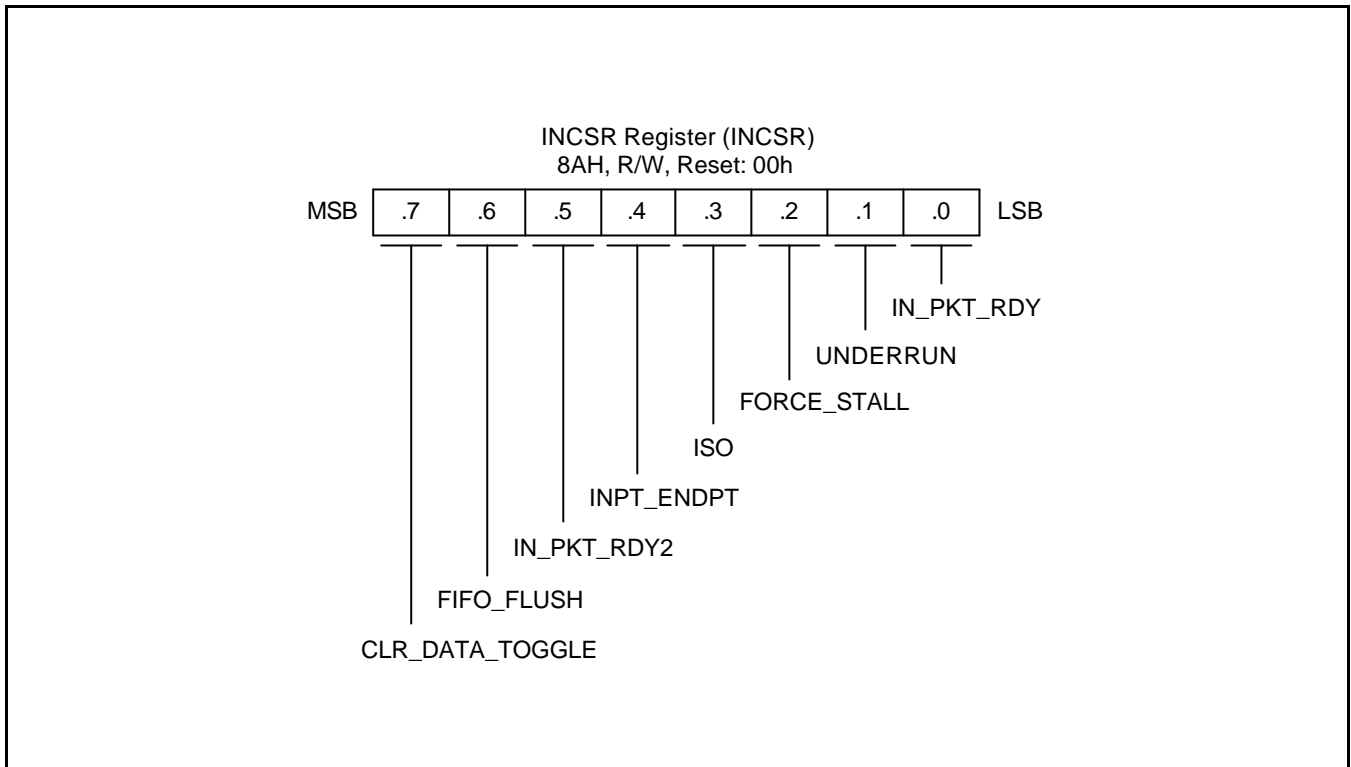 INCSR Register (INCSR)
8AH, R/W, Reset: 00h
MSB .7 .6 .5 .4 .3 .2 .1 .0 LSB
IN_PKT_RDY
UNDERRUN
FORCE_STALL
ISO
INPT_ENDPT
IN_PKT_RDY2
FIFO_FLUSH
CLR_DATA_TOGGLE